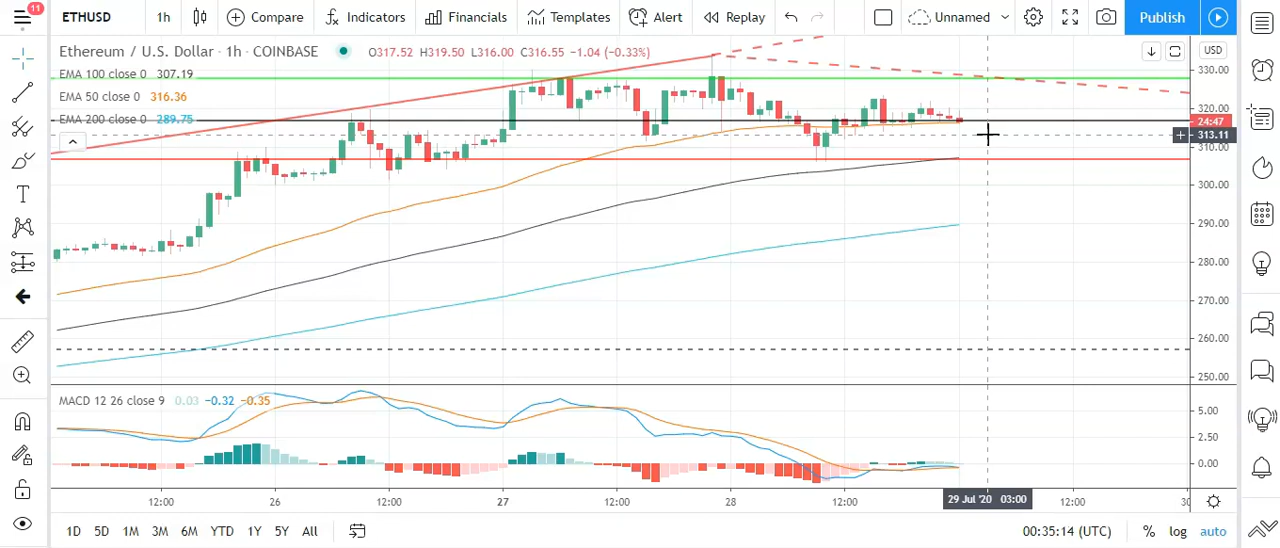 11
ETHUSD 1h Compare Indicators Financials Templates Alert Replay Unnamed Publish
Ethereum / U.S. Dollar · 1h · COINBASE O317.52 H319.50 L316.00 C316.55 −1.04 (−0.33%)
EMA 100 close 0 307.19
EMA 50 close 0 316.36
EMA 200 close 0 289.75
USD
330.00
320.00
24:47
313.11
310.00
300.00
290.00
280.00
270.00
260.00
250.00
MACD 12 26 close 9 0.03 −0.32 −0.35
5.00
2.50
0.00
12:00 26 12:00 27 12:00 28 12:00 29 Jul '20 03:00 12:00 30
1D 5D 1M 3M 6M YTD 1Y 5Y All 00:35:14 (UTC) % log auto